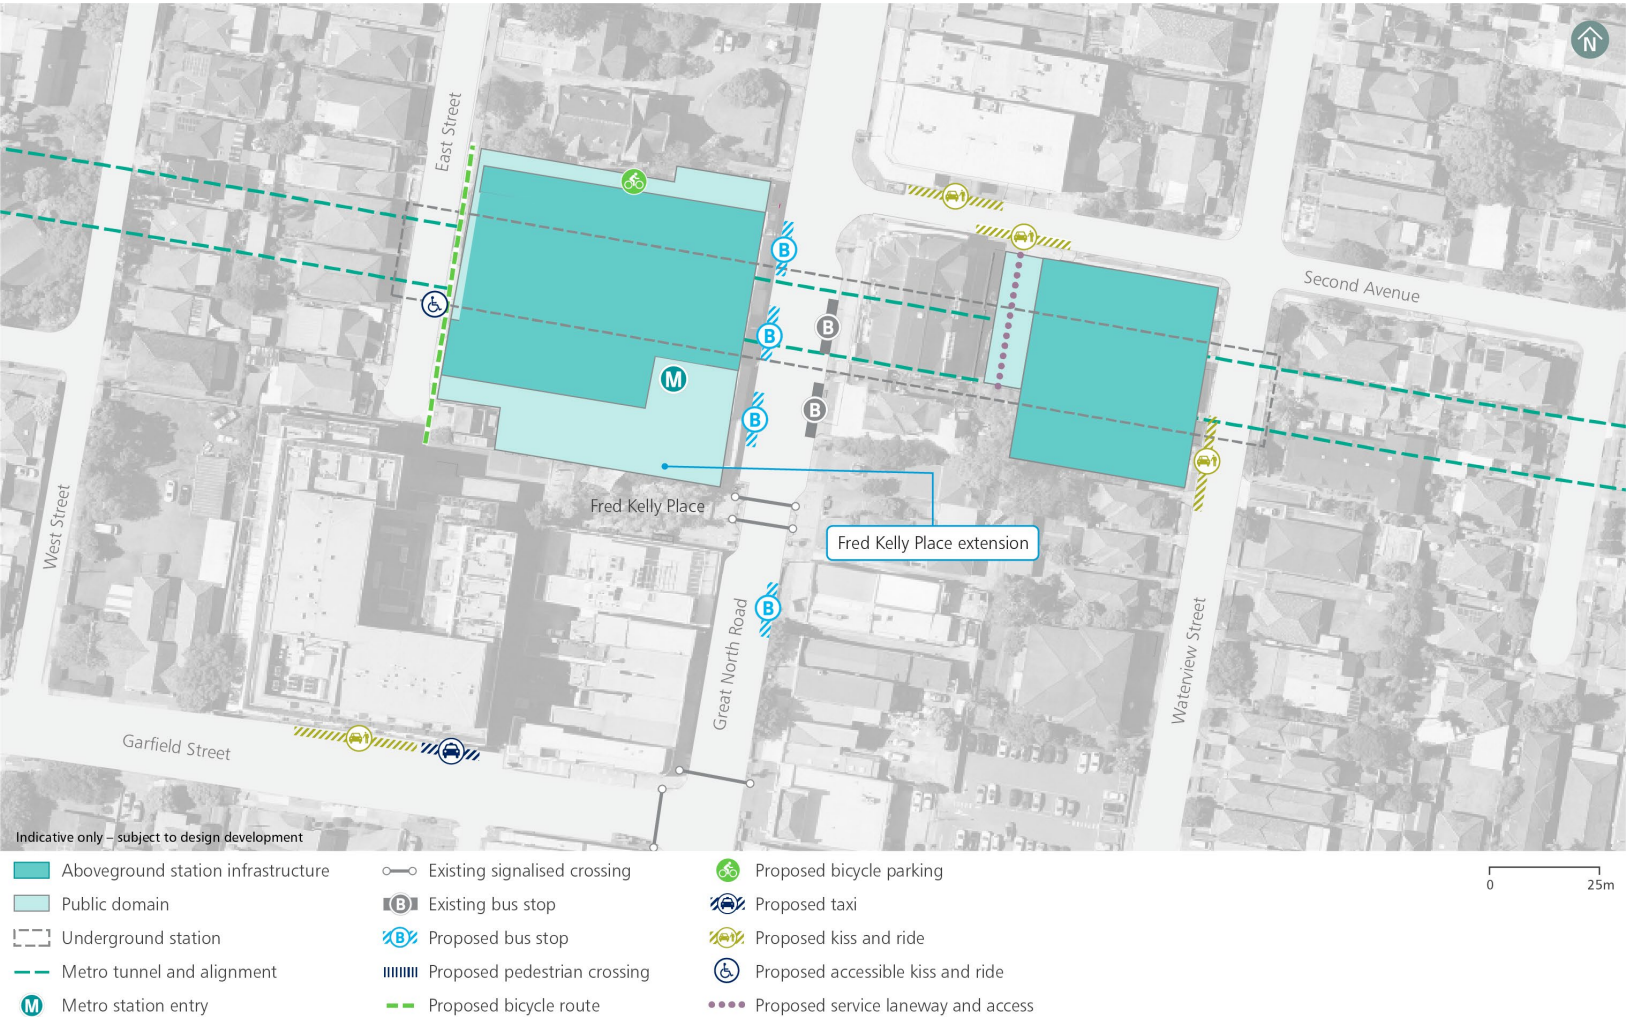 N
East Street
B
Second Avenue
B
B
M
B
B
Fred Kelly Place
West Street
Fred Kelly Place extension
B
Great North Road
Waterview Street
Garfield Street
Indicative only – subject to design development
Aboveground station infrastructure
Public domain
Underground station
Metro tunnel and alignment
M Metro station entry
Existing signalised crossing
B Existing bus stop
B Proposed bus stop
Proposed pedestrian crossing
Proposed bicycle route
Proposed bicycle parking
Proposed taxi
Proposed kiss and ride
Proposed accessible kiss and ride
Proposed service laneway and access
0 25m